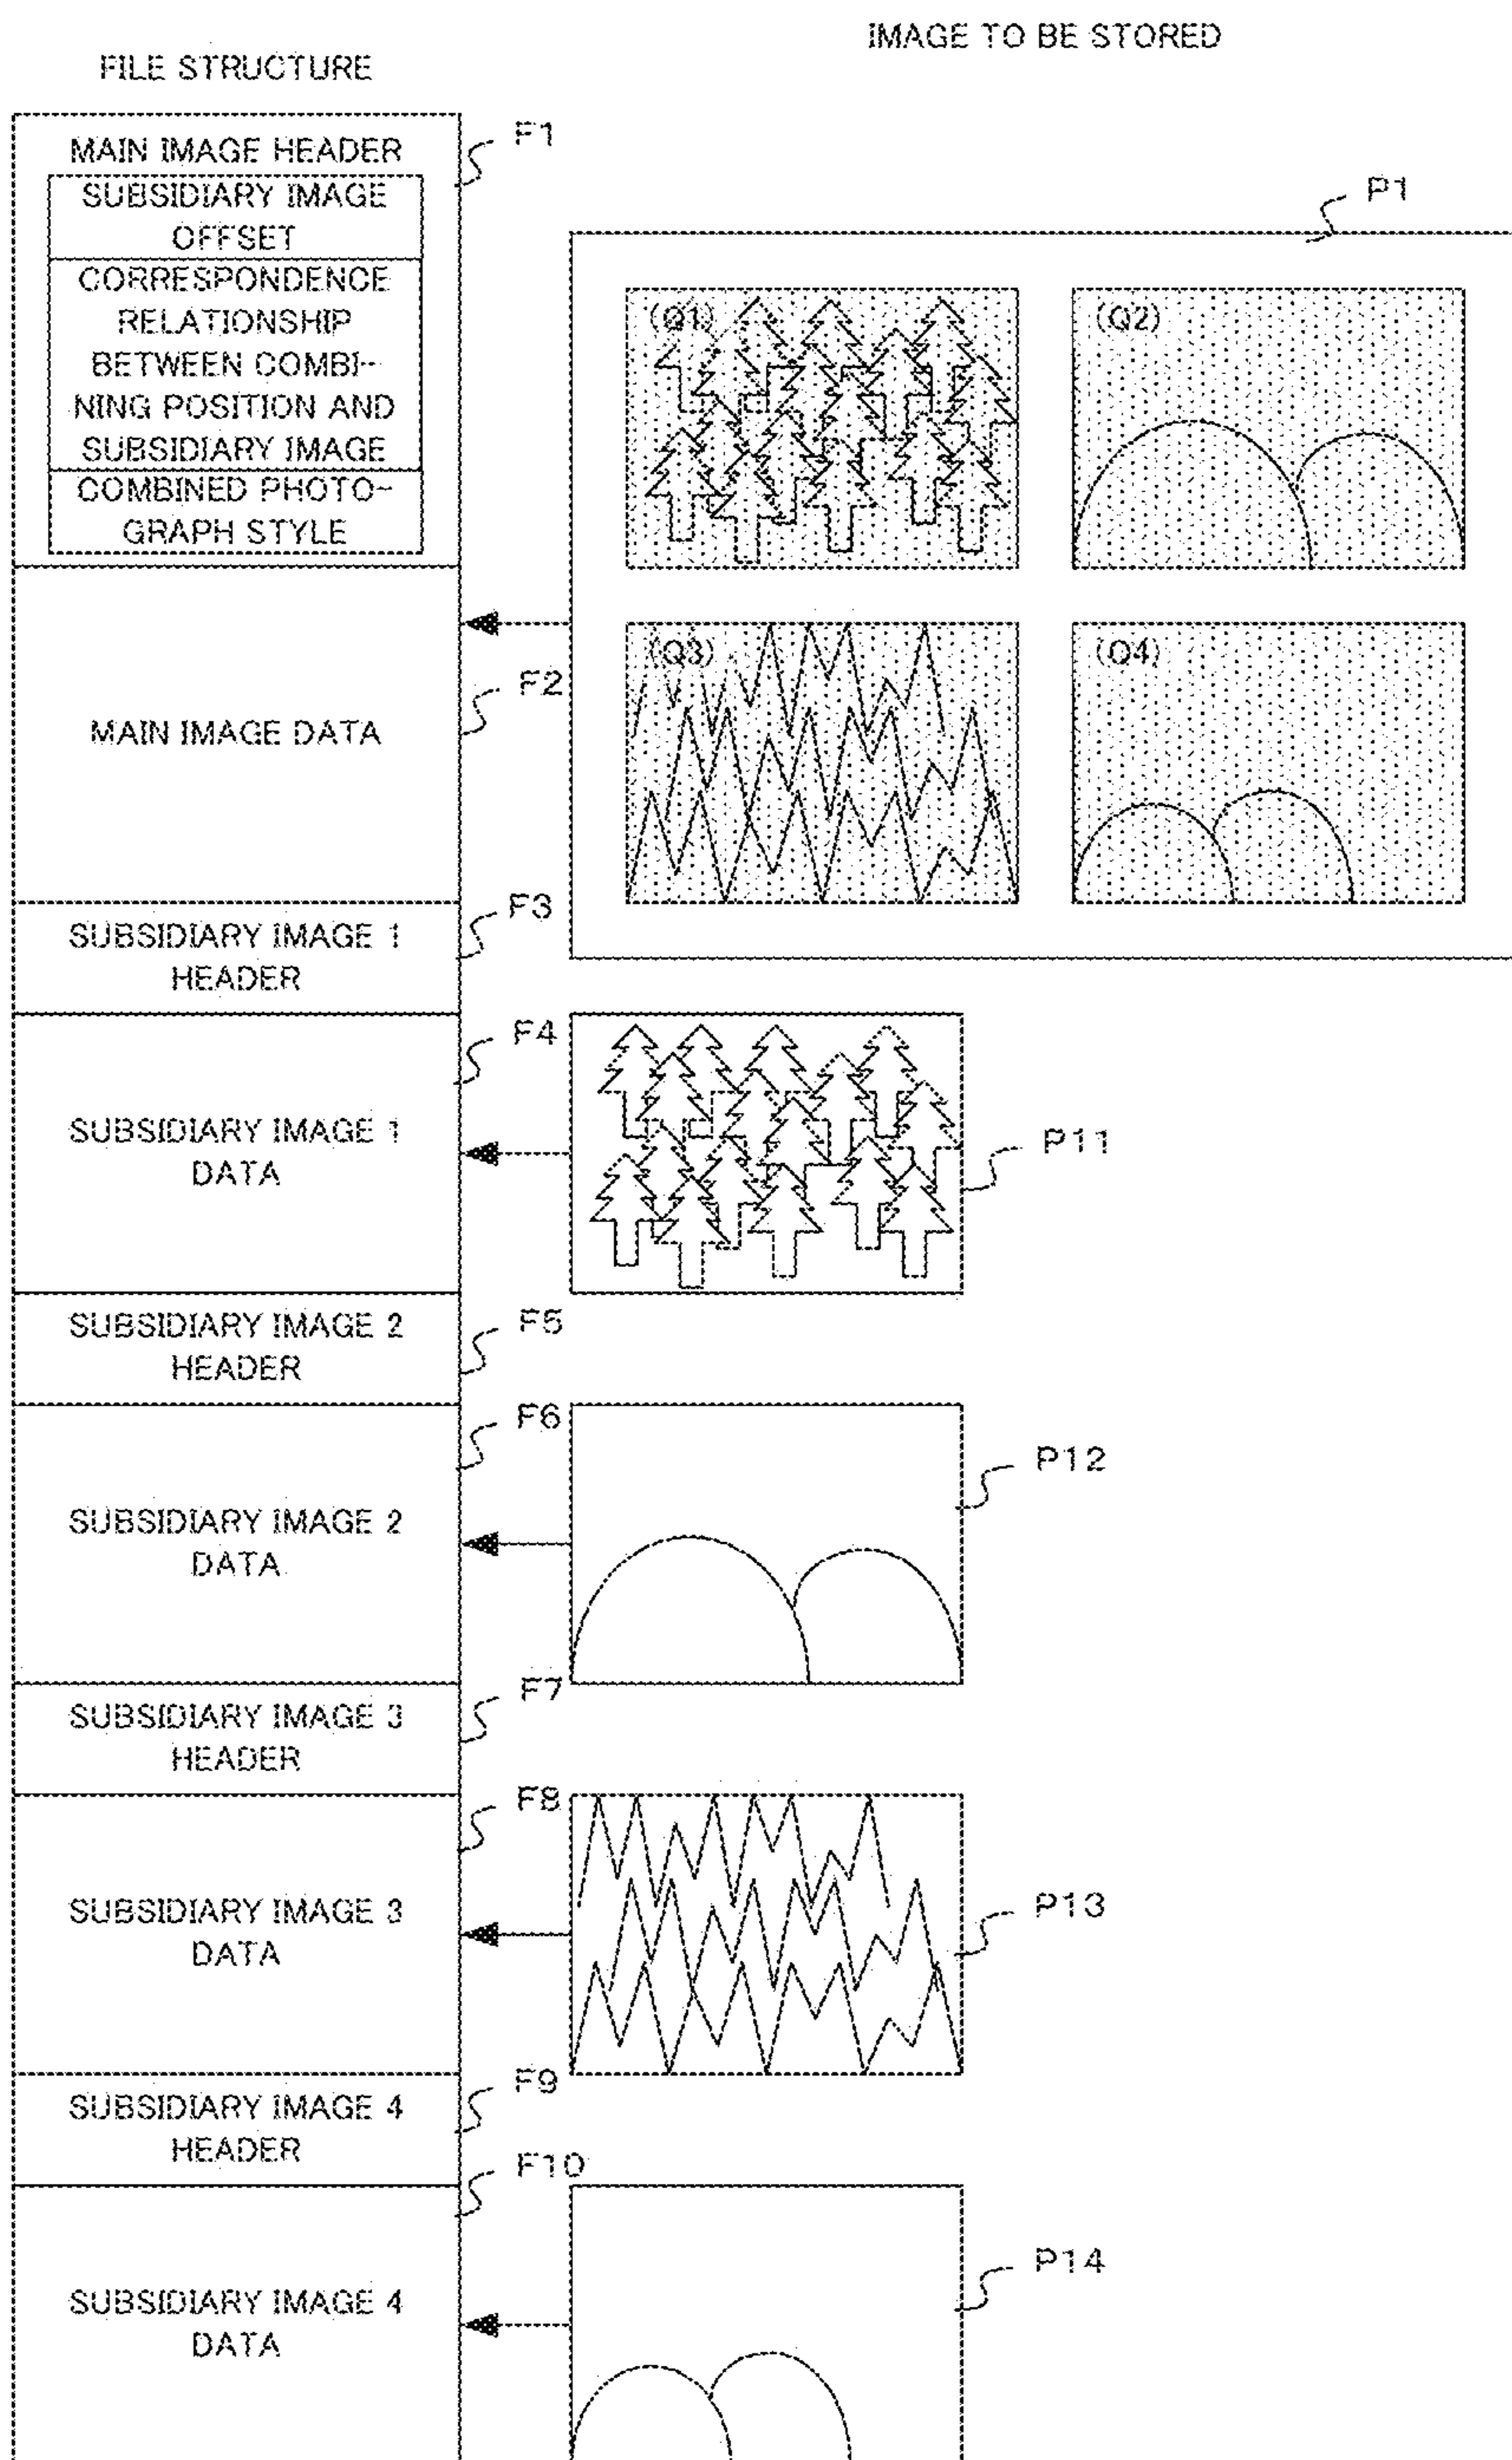 IMAGE TO BE STORED
FILE STRUCTURE
F1
MAIN IMAGE HEADER
SUBSIDIARY IMAGE
OFFSET
CORRESPONDENCE
RELATIONSHIP
BETWEEN COMBI-
NING POSITION AND
SUBSIDIARY IMAGE
COMBINED PHOTO-
GRAPH STYLE
P1
(Q1)
(Q2)
(Q3)
(Q4)
F2
MAIN IMAGE DATA
F3
SUBSIDIARY IMAGE 1
HEADER
F4
SUBSIDIARY IMAGE 1
DATA
P11
F5
SUBSIDIARY IMAGE 2
HEADER
F6
SUBSIDIARY IMAGE 2
DATA
P12
F7
SUBSIDIARY IMAGE 3
HEADER
F8
SUBSIDIARY IMAGE 3
DATA
P13
F9
SUBSIDIARY IMAGE 4
HEADER
F10
SUBSIDIARY IMAGE 4
DATA
P14